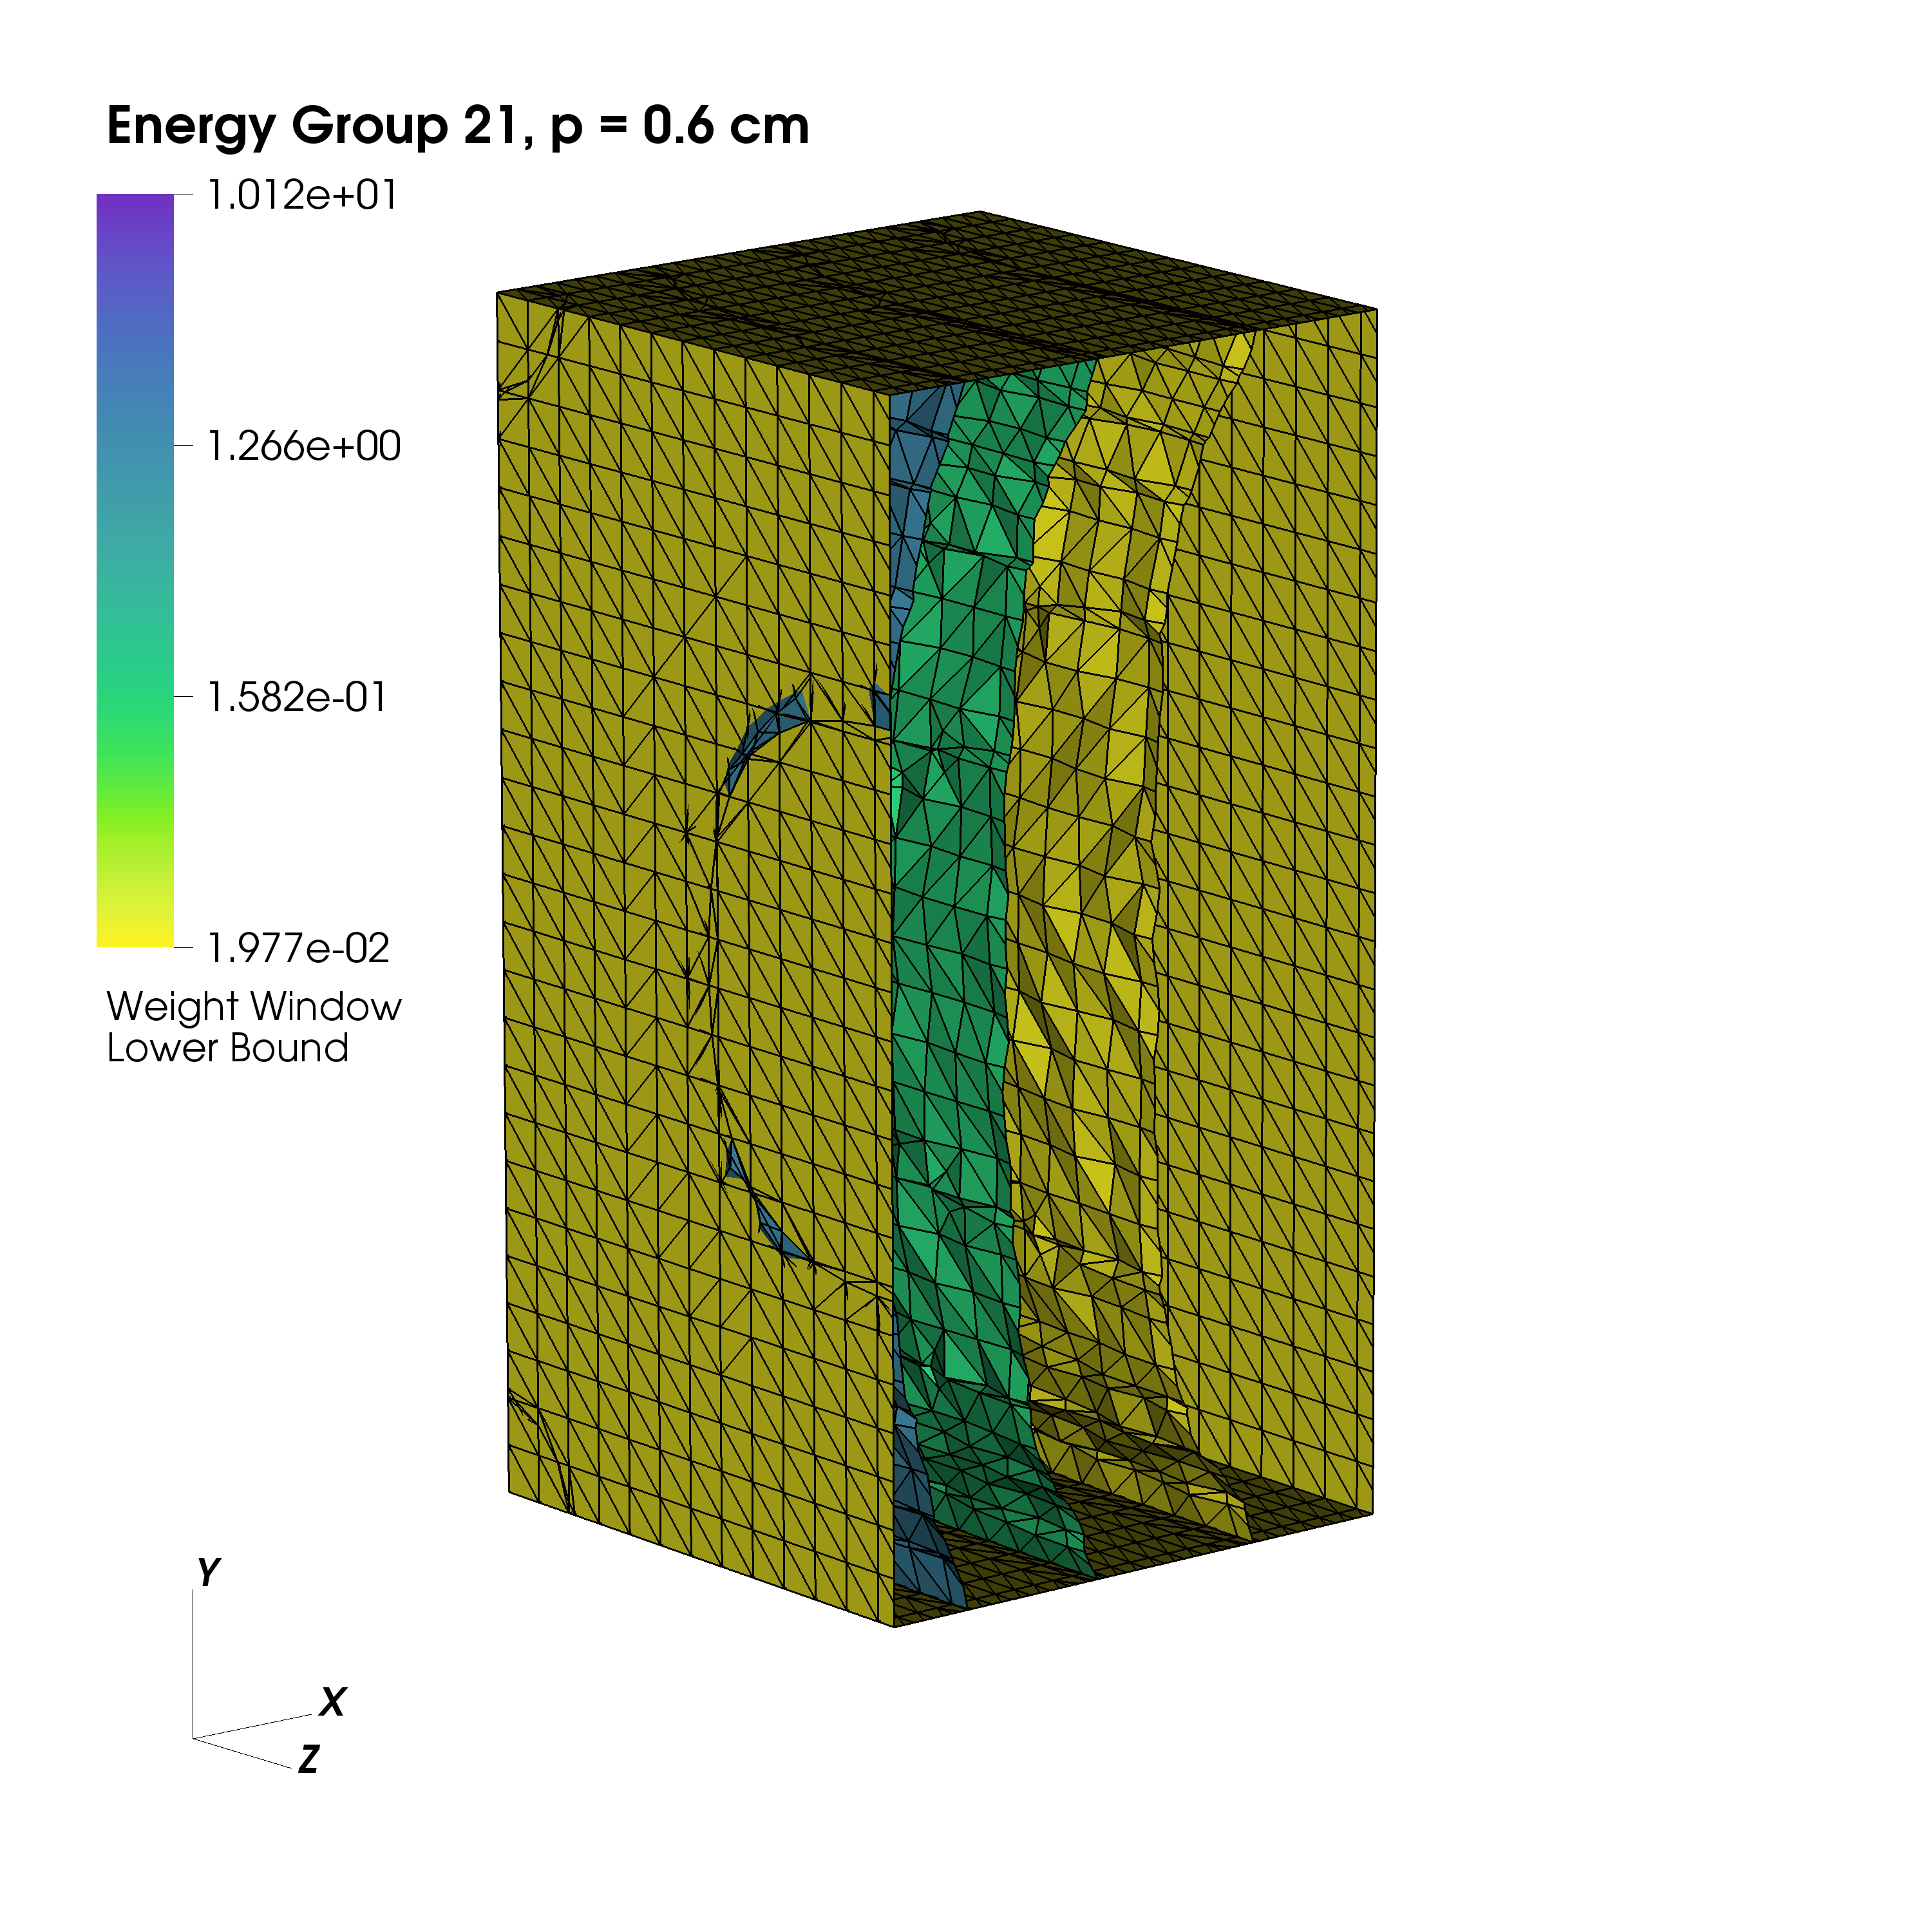 Energy Group 21, p = 0.6 cm
1.012e+01
1.266e+00
1.582e-01
1.977e-02
Weight Window
Lower Bound
Y
X
Z